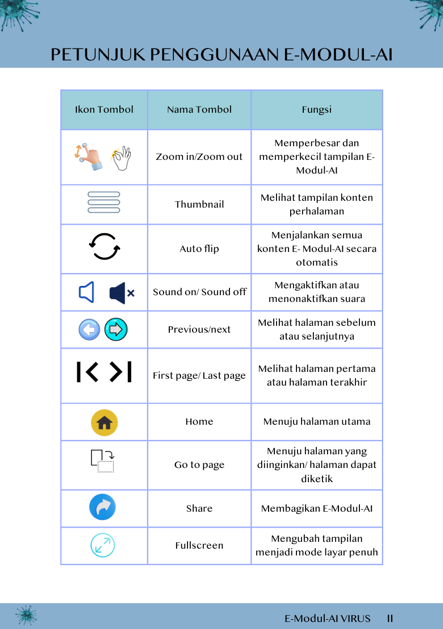 PETUNJUK PENGGUNAAN E-MODUL-AI
Ikon Tombol
Nama Tombol
Fungsi
Zoom in/Zoom out
Memperbesar dan
memperkecil tampilan E-
Modul-AI
Thumbnail
Melihat tampilan konten
perhalaman
Auto flip
Menjalankan semua
konten E- Modul-AI secara
otomatis
Sound on/ Sound off
Mengaktifkan atau
menonaktifkan suara
Previous/next
Melihat halaman sebelum
atau selanjutnya
First page/ Last page
Melihat halaman pertama
atau halaman terakhir
Home
Menuju halaman utama
Go to page
Menuju halaman yang
diinginkan/ halaman dapat
diketik
Share
Membagikan E-Modul-AI
Fullscreen
Mengubah tampilan
menjadi mode layar penuh
E-Modul-AI VIRUS II